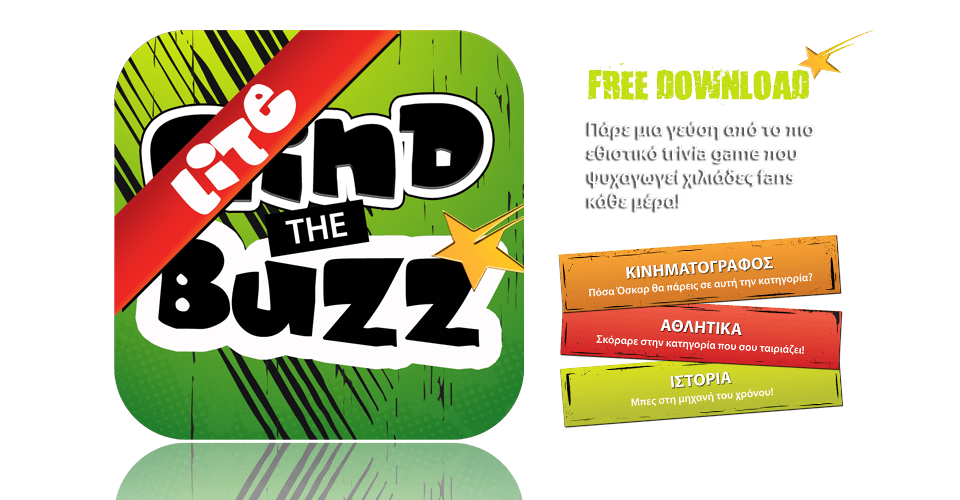 LITE
MIND
THE
BUZZ
FREE DOWNLOAD
Πάρε μια γεύση από το πιο
εθιστικό trivia game που
ψυχαγωγεί χιλιάδες fans
κάθε μέρα!
ΚΙΝΗΜΑΤΟΓΡΑΦΟΣ
Πόσα Όσκαρ θα πάρεις σε αυτή την κατηγορία?
ΑΘΛΗΤΙΚΑ
Σκόραρε στην κατηγορία που σου ταιριάζει!
ΙΣΤΟΡΙΑ
Μπες στη μηχανή του χρόνου!